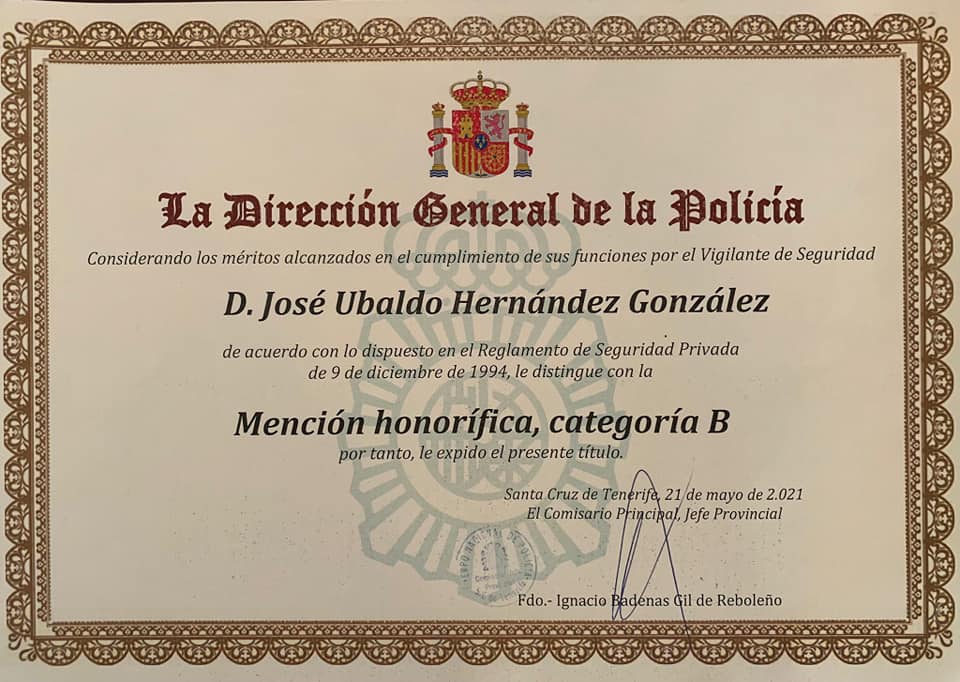 La Dirección General de la Policía
Considerando los méritos alcanzados en el cumplimiento de sus funciones por el Vigilante de Seguridad
D. José Ubaldo Hernández González
de acuerdo con lo dispuesto en el Reglamento de Seguridad Privada
de 9 de diciembre de 1994, le distingue con la
Mención honorífica, categoría B
por tanto, le expido el presente título.
Santa Cruz de Tenerife, 21 de mayo de 2.021
El Comisario Principal, Jefe Provincial
Fdo.- Ignacio Badenas Gil de Reboleño